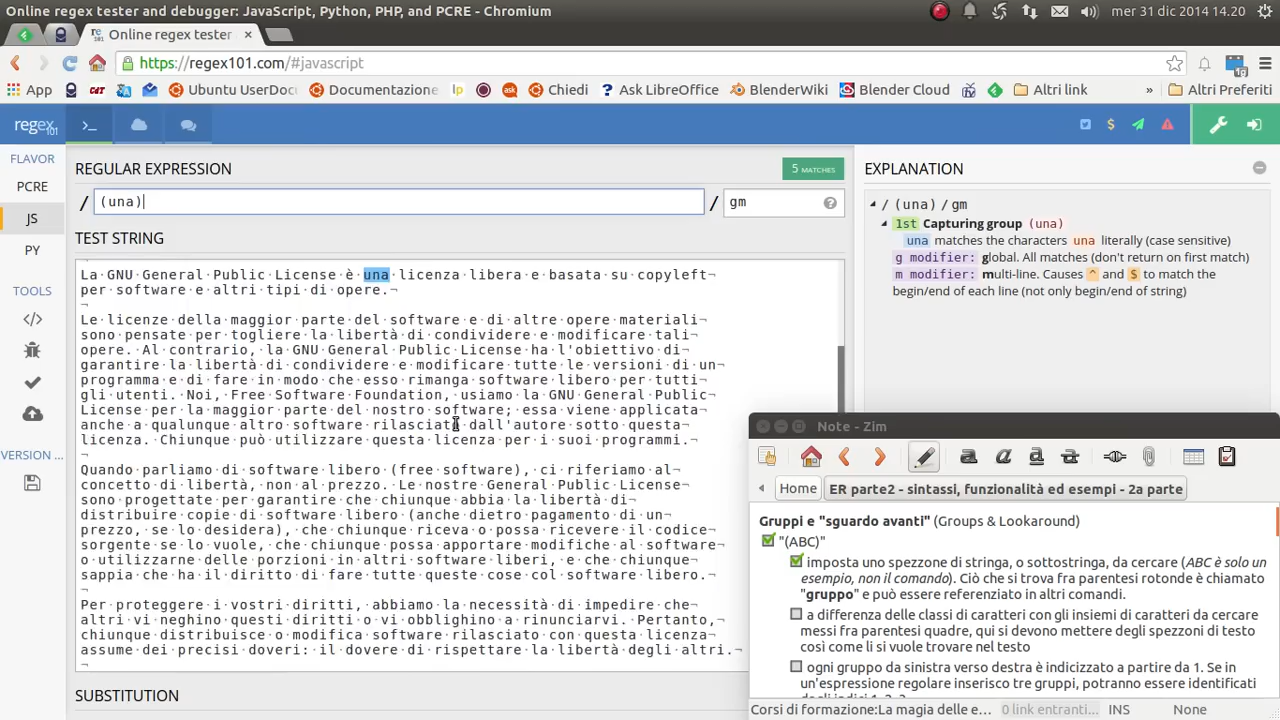 Online regex tester and debugger: JavaScript, Python, PHP, and PCRE - Chromium
mer 31 dic 2014 14.20
Online regex tester ×
https://regex101.com/#javascript
App
CAT
Ubuntu UserDocu
Documentazione
lp
ask
Chiedi
Ask LibreOffice
BlenderWiki
Blender Cloud
tv
Altri link
»
Altri Preferiti
regex
101
FLAVOR
PCRE
JS
PY
TOOLS
VERSION ...
REGULAR EXPRESSION
5 MATCHES
/ (una) / gm
TEST STRING
La·GNU·General·Public·License·è·una·licenza·libera·e·basata·su·copyleft¬
per·software·e·altri·tipi·di·opere.¬
¬
Le·licenze·della·maggior·parte·del·software·e·di·altre·opere·materiali¬
sono·pensate·per·togliere·la·libertà·di·condividere·e·modificare·tali¬
opere.·Al·contrario,·la·GNU·General·Public·License·ha·l'obiettivo·di¬
garantire·la·libertà·di·condividere·e·modificare·tutte·le·versioni·di·un¬
programma·e·di·fare·in·modo·che·esso·rimanga·software·libero·per·tutti¬
gli·utenti.·Noi,·Free·Software·Foundation,·usiamo·la·GNU·General·Public¬
License·per·la·maggior·parte·del·nostro·software;·essa·viene·applicata¬
anche·a·qualunque·altro·software·rilasciato·dall'autore·sotto·questa¬
licenza.·Chiunque·può·utilizzare·questa·licenza·per·i·suoi·programmi.¬
¬
Quando·parliamo·di·software·libero·(free·software),·ci·riferiamo·al¬
concetto·di·libertà,·non·al·prezzo.·Le·nostre·General·Public·License¬
sono·progettate·per·garantire·che·chiunque·abbia·la·libertà·di¬
distribuire·copie·di·software·libero·(anche·dietro·pagamento·di·un¬
prezzo,·se·lo·desidera),·che·chiunque·riceva·o·possa·ricevere·il·codice¬
sorgente·se·lo·vuole,·che·chiunque·possa·apportare·modifiche·al·software¬
o·utilizzarne·delle·porzioni·in·altri·software·liberi,·e·che·chiunque¬
sappia·che·ha·il·diritto·di·fare·tutte·queste·cose·col·software·libero.¬
¬
Per·proteggere·i·vostri·diritti,·abbiamo·la·necessità·di·impedire·che¬
altri·vi·neghino·questi·diritti·o·vi·obblighino·a·rinunciarvi.·Pertanto,¬
chiunque·distribuisce·o·modifica·software·rilasciato·con·questa·licenza¬
assume·dei·precisi·doveri:·il·dovere·di·rispettare·la·libertà·degli·altri.¬
¬
SUBSTITUTION
EXPLANATION
/ (una) / gm
1st Capturing group (una)
una matches the characters una literally (case sensitive)
g modifier: global. All matches (don't return on first match)
m modifier: multi-line. Causes ^ and $ to match the
begin/end of each line (not only begin/end of string)
Note - Zim
Home
ER parte2 - sintassi, funzionalità ed esempi - 2a parte
Gruppi e "sguardo avanti" (Groups & Lookaround)
"(ABC)"
imposta uno spezzone di stringa, o sottostringa, da cercare (ABC è solo un
esempio, non il comando). Ciò che si trova fra parentesi rotonde è chiamato
"gruppo" e può essere referenziato in altri comandi.
a differenza delle classi di caratteri con gli insiemi di caratteri da cercare
messi fra parentesi quadre, qui si devono mettere degli spezzoni di testo
così come li si vuole trovare nel testo
ogni gruppo da sinistra verso destra è indicizzato a partire da 1. Se in
un'espressione regolare inserisco tre gruppi, potranno essere identificati
Corsi di formazione:La magia delle e...
0 link entranti...
INS
None